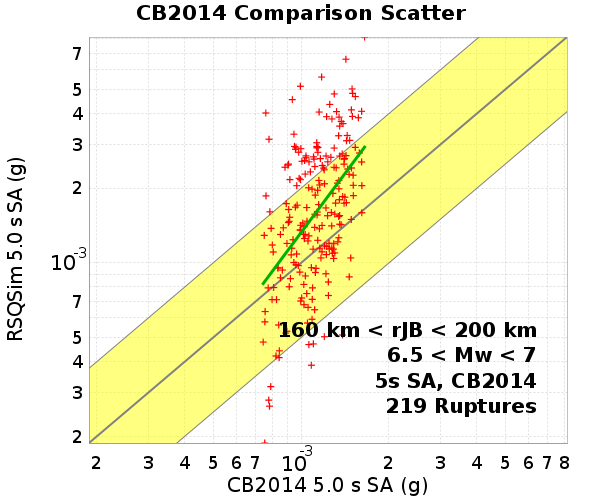 CB2014 Comparison Scatter
RSQSim 5.0 s SA (g)
7
5
4
3
2
10-3
7
5
4
3
2
160 km < rJB < 200 km
6.5 < Mw < 7
5s SA, CB2014
219 Ruptures
2 3 4 5 6 7 10-3 2 3 4 5 6 7 8
CB2014 5.0 s SA (g)